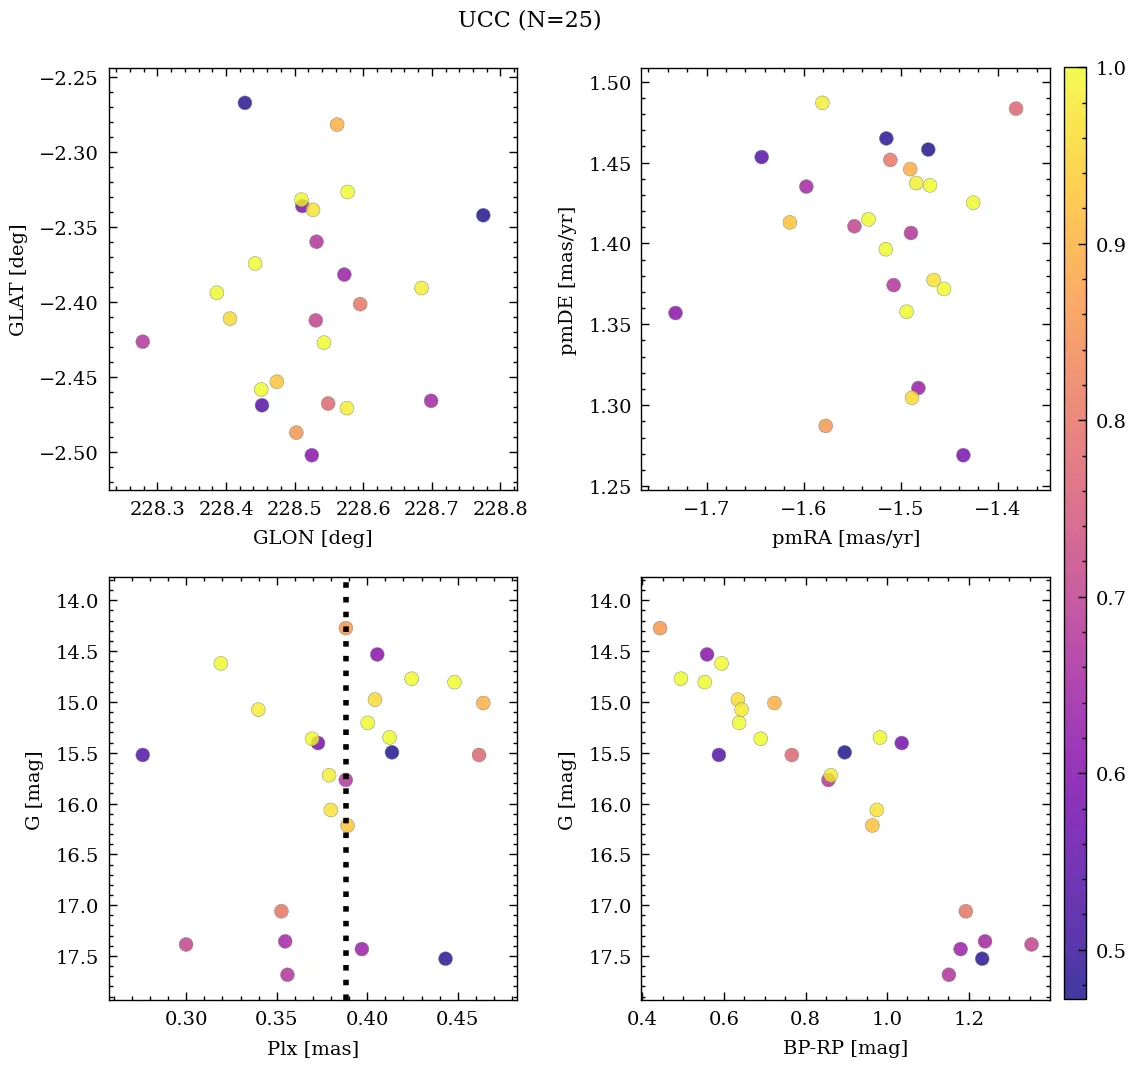 UCC (N=25)
−2.25
−2.30
−2.35
−2.40
−2.45
−2.50
GLAT [deg]
228.3 228.4 228.5 228.6 228.7 228.8
GLON [deg]
1.50
1.45
1.40
1.35
1.30
1.25
pmDE [mas/yr]
−1.7 −1.6 −1.5 −1.4
pmRA [mas/yr]
14.0
14.5
15.0
15.5
16.0
16.5
17.0
17.5
G [mag]
0.30 0.35 0.40 0.45
Plx [mas]
14.0
14.5
15.0
15.5
16.0
16.5
17.0
17.5
G [mag]
0.4 0.6 0.8 1.0 1.2
BP-RP [mag]
1.0
0.9
0.8
0.7
0.6
0.5